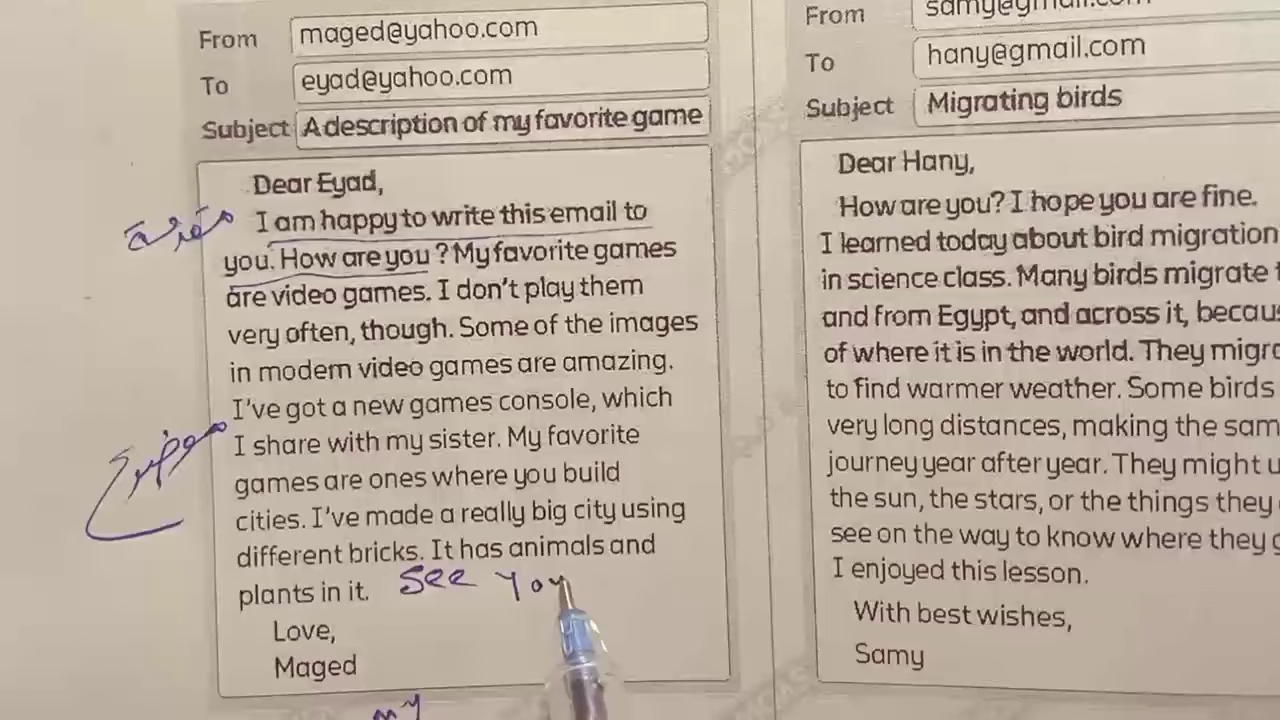 From maged@yahoo.com
To eyad@yahoo.com
Subject A description of my favorite game
Dear Eyad,
مقدمة
I am happy to write this email to
you. How are you? My favorite games
are video games. I don't play them
very often, though. Some of the images
in modern video games are amazing.
I've got a new games console, which
موضوع
I share with my sister. My favorite
games are ones where you build
cities. I've made a really big city using
different bricks. It has animals and
plants in it. See you
Love,
Maged
my
From samy@gmail.com
To hany@gmail.com
Subject Migrating birds
Dear Hany,
How are you? I hope you are fine.
I learned today about bird migration
in science class. Many birds migrate
and from Egypt, and across it,
of where it is in the world. They
to find warmer weather. Some birds
very long distances, making the
journey year after year. They might
the sun, the stars, or the things they
see on the way to know where they
I enjoyed this lesson.
With best wishes,
Samy